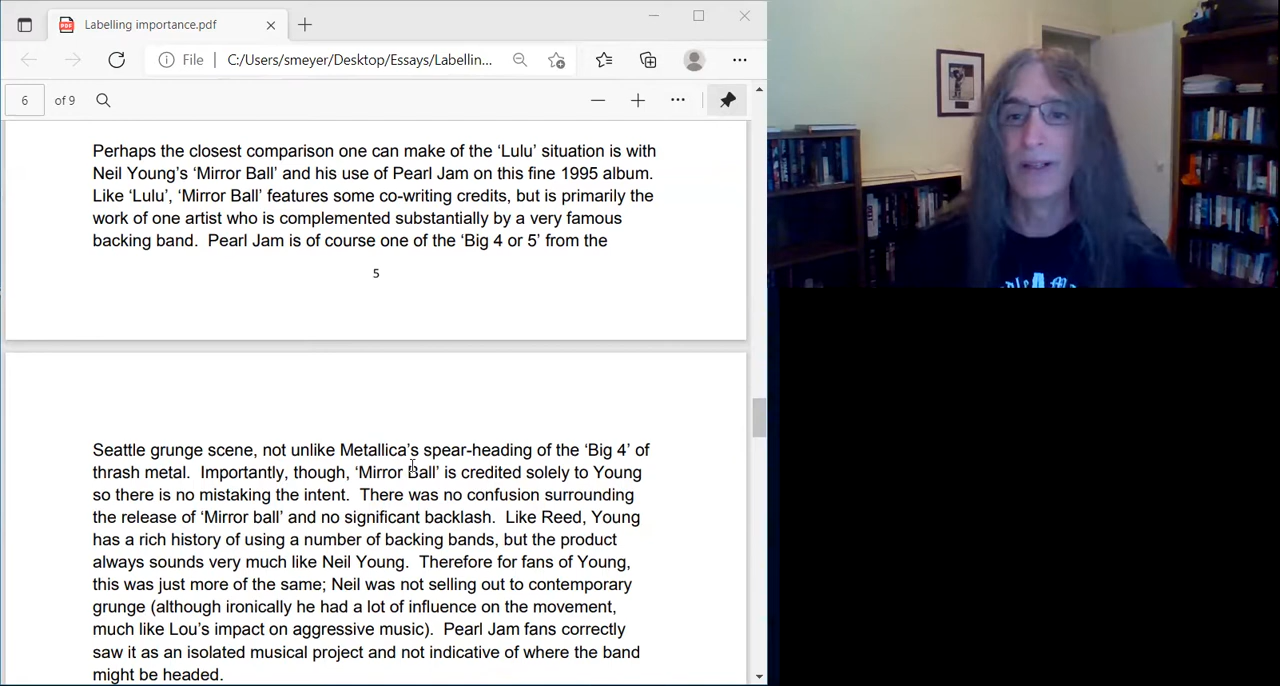 Labelling importance.pdf
File C:/Users/smeyer/Desktop/Essays/Labellin...
6 of 9
Perhaps the closest comparison one can make of the ‘Lulu’ situation is with
Neil Young’s ‘Mirror Ball’ and his use of Pearl Jam on this fine 1995 album.
Like ‘Lulu’, ‘Mirror Ball’ features some co-writing credits, but is primarily the
work of one artist who is complemented substantially by a very famous
backing band.  Pearl Jam is of course one of the ‘Big 4 or 5’ from the
5
Seattle grunge scene, not unlike Metallica’s spear-heading of the ‘Big 4’ of
thrash metal.  Importantly, though, ‘Mirror Ball’ is credited solely to Young
so there is no mistaking the intent.  There was no confusion surrounding
the release of ‘Mirror ball’ and no significant backlash.  Like Reed, Young
has a rich history of using a number of backing bands, but the product
always sounds very much like Neil Young.  Therefore for fans of Young,
this was just more of the same; Neil was not selling out to contemporary
grunge (although ironically he had a lot of influence on the movement,
much like Lou’s impact on aggressive music).  Pearl Jam fans correctly
saw it as an isolated musical project and not indicative of where the band
might be headed.